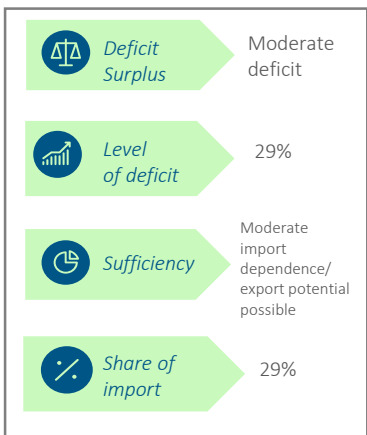 Deficit
Surplus
Moderate
deficit
Level
of deficit
29%
Sufficiency
Moderate
import
dependence/
export potential
possible
Share of
import
29%